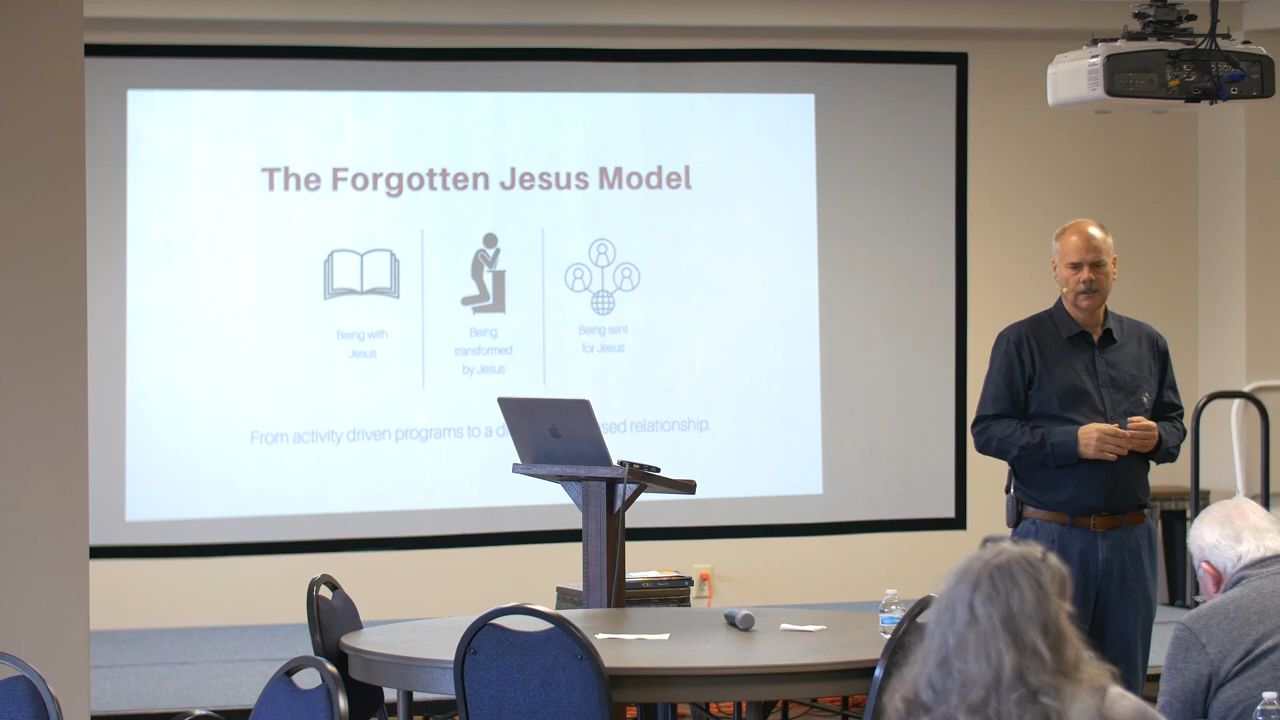 The Forgotten Jesus Model
Being with
Jesus
Being
transformed
by Jesus
Being sent
for Jesus
From activity driven programs to a d sed relationship.